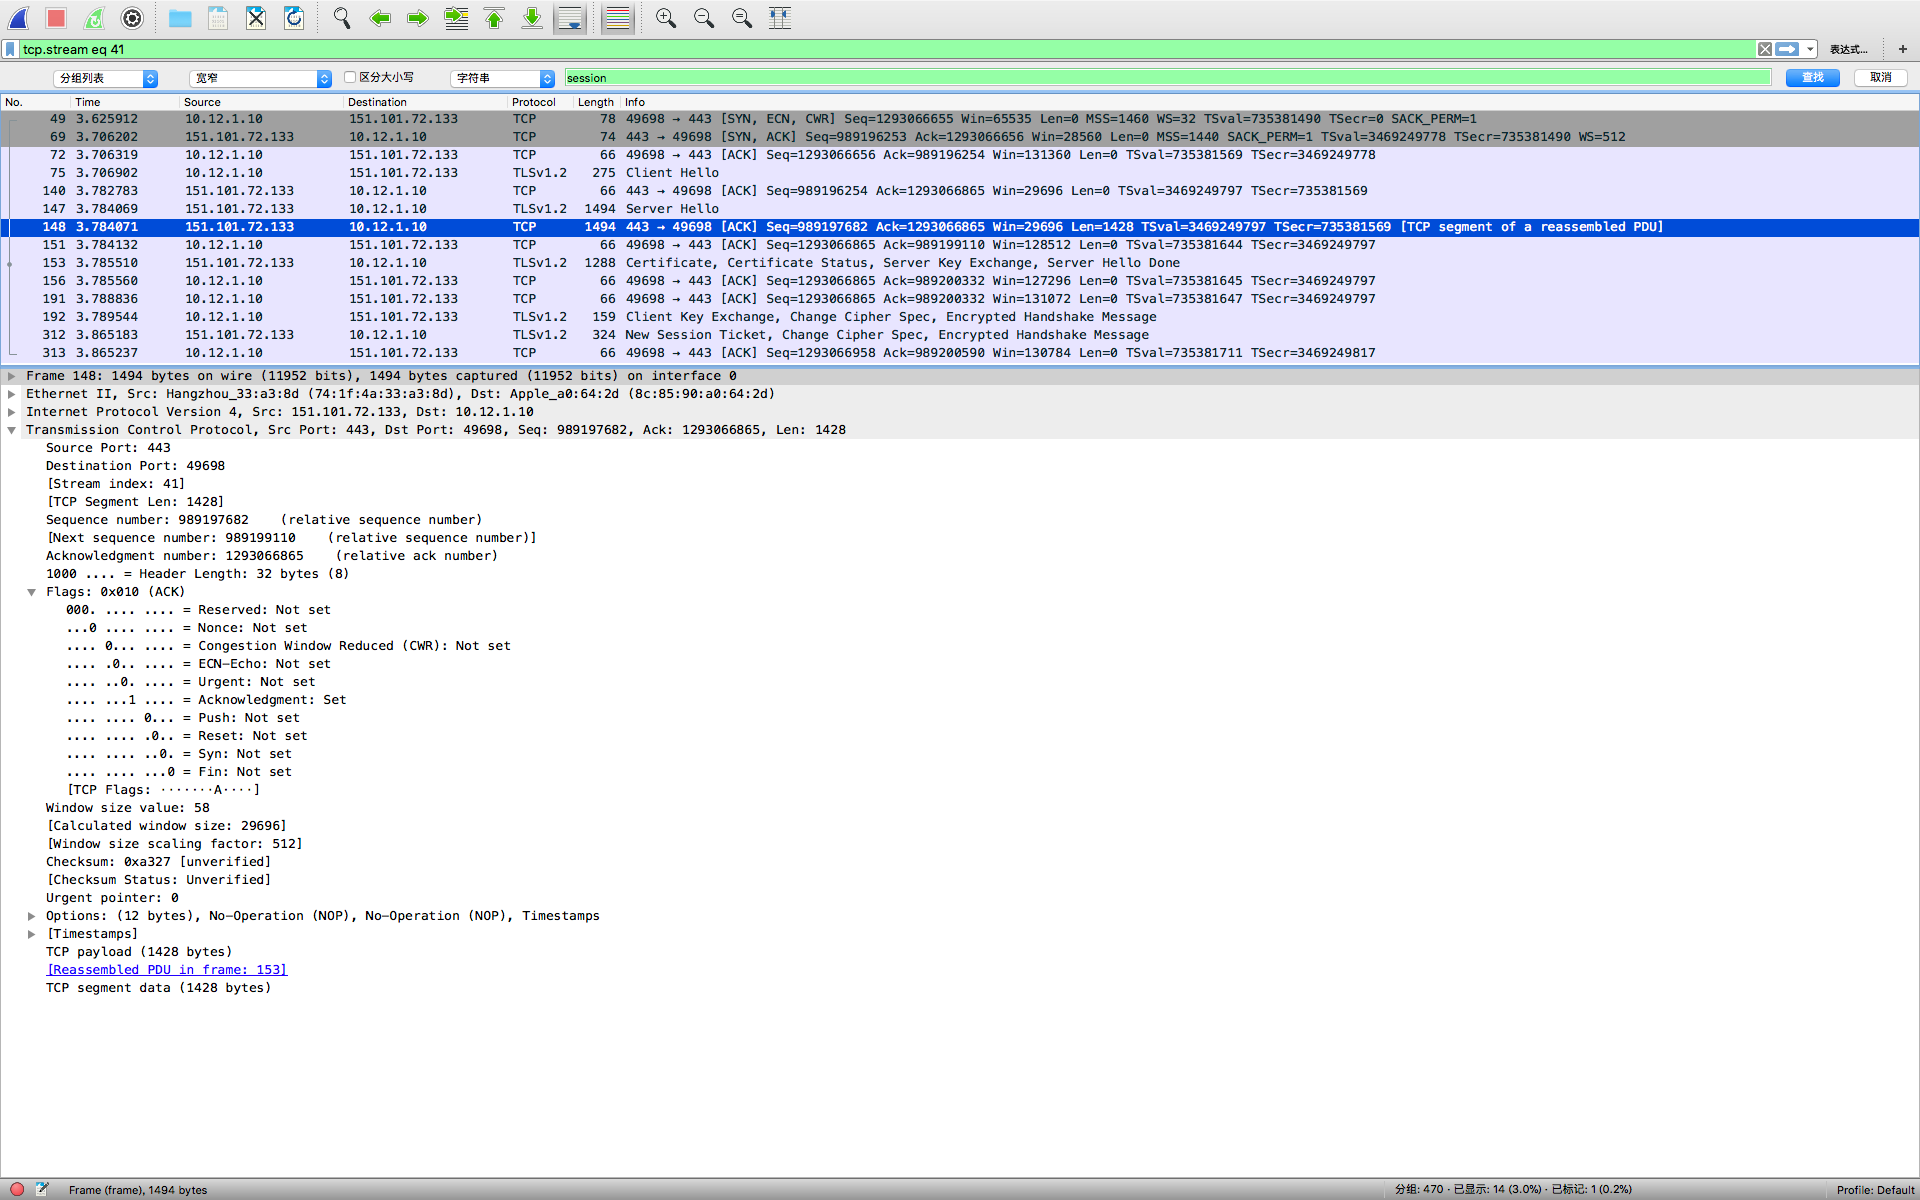 tcp.stream eq 41
表达式…
+
分组列表
宽窄
区分大小写
字符串
session
查找
取消
No. Time Source Destination Protocol Length Info
49 3.625912 10.12.1.10 151.101.72.133 TCP 78 49698 → 443 [SYN, ECN, CWR] Seq=1293066655 Win=65535 Len=0 MSS=1460 WS=32 TSval=735381490 TSecr=0 SACK_PERM=1
69 3.706202 151.101.72.133 10.12.1.10 TCP 74 443 → 49698 [SYN, ACK] Seq=989196253 Ack=1293066656 Win=28560 Len=0 MSS=1440 SACK_PERM=1 TSval=3469249778 TSecr=735381490 WS=512
72 3.706319 10.12.1.10 151.101.72.133 TCP 66 49698 → 443 [ACK] Seq=1293066656 Ack=989196254 Win=131360 Len=0 TSval=735381569 TSecr=3469249778
75 3.706902 10.12.1.10 151.101.72.133 TLSv1.2 275 Client Hello
140 3.782783 151.101.72.133 10.12.1.10 TCP 66 443 → 49698 [ACK] Seq=989196254 Ack=1293066865 Win=29696 Len=0 TSval=3469249797 TSecr=735381569
147 3.784069 151.101.72.133 10.12.1.10 TLSv1.2 1494 Server Hello
148 3.784071 151.101.72.133 10.12.1.10 TCP 1494 443 → 49698 [ACK] Seq=989197682 Ack=1293066865 Win=29696 Len=1428 TSval=3469249797 TSecr=735381569 [TCP segment of a reassembled PDU]
151 3.784132 10.12.1.10 151.101.72.133 TCP 66 49698 → 443 [ACK] Seq=1293066865 Ack=989199110 Win=128512 Len=0 TSval=735381644 TSecr=3469249797
153 3.785510 151.101.72.133 10.12.1.10 TLSv1.2 1288 Certificate, Certificate Status, Server Key Exchange, Server Hello Done
156 3.785560 10.12.1.10 151.101.72.133 TCP 66 49698 → 443 [ACK] Seq=1293066865 Ack=989200332 Win=127296 Len=0 TSval=735381645 TSecr=3469249797
191 3.788836 10.12.1.10 151.101.72.133 TCP 66 49698 → 443 [ACK] Seq=1293066865 Ack=989200332 Win=131072 Len=0 TSval=735381647 TSecr=3469249797
192 3.789544 10.12.1.10 151.101.72.133 TLSv1.2 159 Client Key Exchange, Change Cipher Spec, Encrypted Handshake Message
312 3.865183 151.101.72.133 10.12.1.10 TLSv1.2 324 New Session Ticket, Change Cipher Spec, Encrypted Handshake Message
313 3.865237 10.12.1.10 151.101.72.133 TCP 66 49698 → 443 [ACK] Seq=1293066958 Ack=989200590 Win=130784 Len=0 TSval=735381711 TSecr=3469249817
Frame 148: 1494 bytes on wire (11952 bits), 1494 bytes captured (11952 bits) on interface 0
Ethernet II, Src: Hangzhou_33:a3:8d (74:1f:4a:33:a3:8d), Dst: Apple_a0:64:2d (8c:85:90:a0:64:2d)
Internet Protocol Version 4, Src: 151.101.72.133, Dst: 10.12.1.10
Transmission Control Protocol, Src Port: 443, Dst Port: 49698, Seq: 989197682, Ack: 1293066865, Len: 1428
Source Port: 443
Destination Port: 49698
[Stream index: 41]
[TCP Segment Len: 1428]
Sequence number: 989197682 (relative sequence number)
[Next sequence number: 989199110 (relative sequence number)]
Acknowledgment number: 1293066865 (relative ack number)
1000 .... = Header Length: 32 bytes (8)
Flags: 0x010 (ACK)
000. .... .... = Reserved: Not set
...0 .... .... = Nonce: Not set
.... 0... .... = Congestion Window Reduced (CWR): Not set
.... .0.. .... = ECN-Echo: Not set
.... ..0. .... = Urgent: Not set
.... ...1 .... = Acknowledgment: Set
.... .... 0... = Push: Not set
.... .... .0.. = Reset: Not set
.... .... ..0. = Syn: Not set
.... .... ...0 = Fin: Not set
[TCP Flags: ·······A····]
Window size value: 58
[Calculated window size: 29696]
[Window size scaling factor: 512]
Checksum: 0xa327 [unverified]
[Checksum Status: Unverified]
Urgent pointer: 0
Options: (12 bytes), No-Operation (NOP), No-Operation (NOP), Timestamps
[Timestamps]
TCP payload (1428 bytes)
[Reassembled PDU in frame: 153]
TCP segment data (1428 bytes)
Frame (frame), 1494 bytes
分组: 470 · 已显示: 14 (3.0%) · 已标记: 1 (0.2%)
Profile: Default